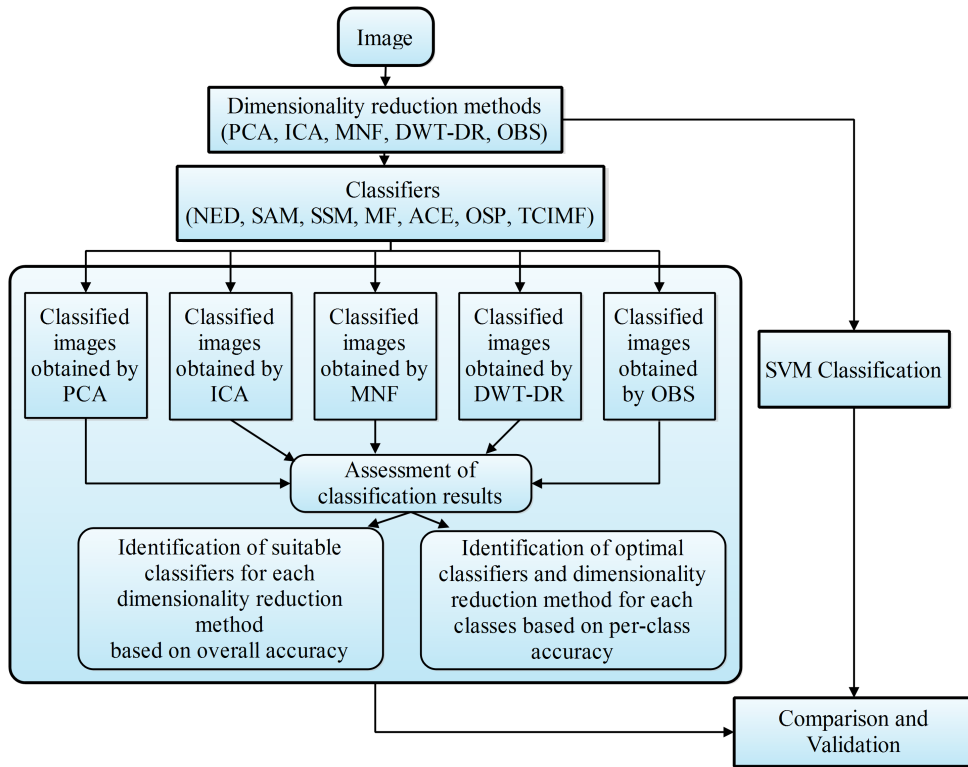 Image
Dimensionality reduction methods
(PCA, ICA, MNF, DWT-DR, OBS)
Classifiers
(NED, SAM, SSM, MF, ACE, OSP, TCIMF)
Classified
images
obtained by
PCA
Classified
images
obtained by
ICA
Classified
images
obtained by
MNF
Classified
images
obtained by
DWT-DR
Classified
images
obtained
by OBS
SVM Classification
Assessment of
classification results
Identification of suitable
classifiers for each
dimensionality reduction
method
based on overall accuracy
Identification of optimal
classifiers and dimensionality
reduction method for each
classes based on per-class
accuracy
Comparison and
Validation